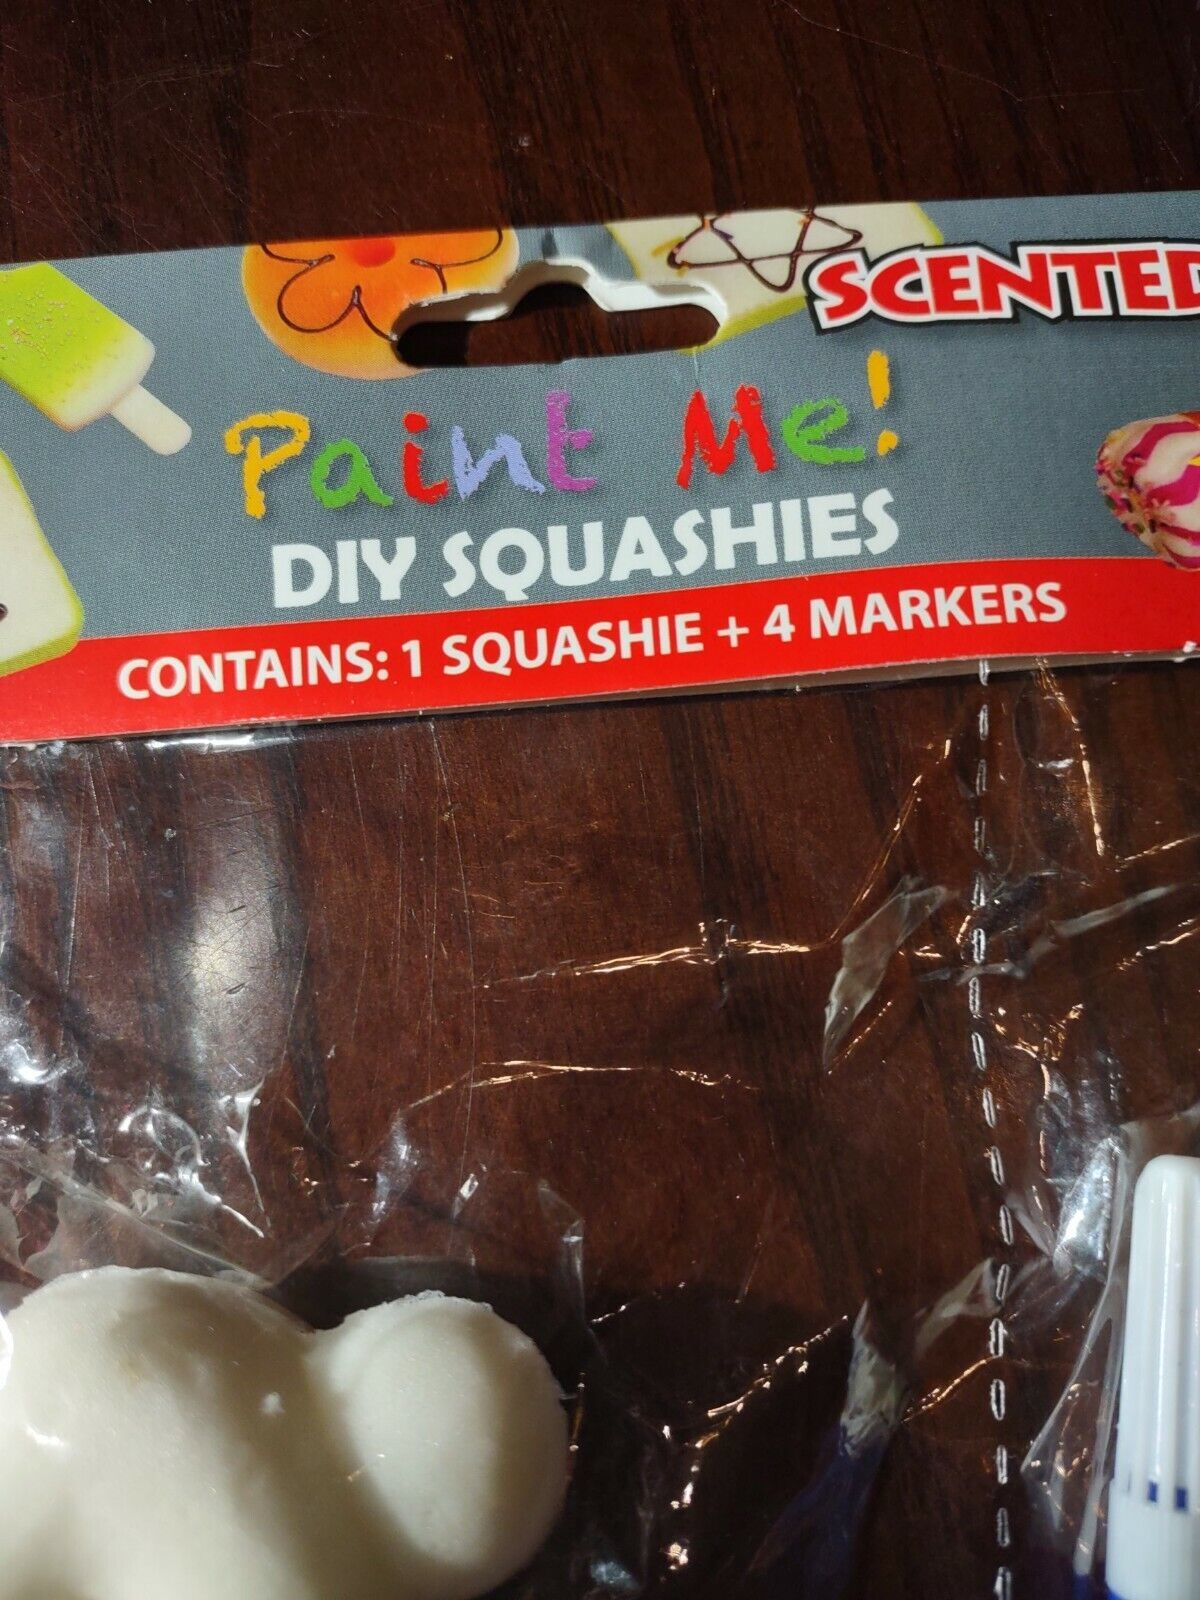 SCENTED
Paint Me!
DIY SQUASHIES
CONTAINS: 1 SQUASHIE + 4 MARKERS